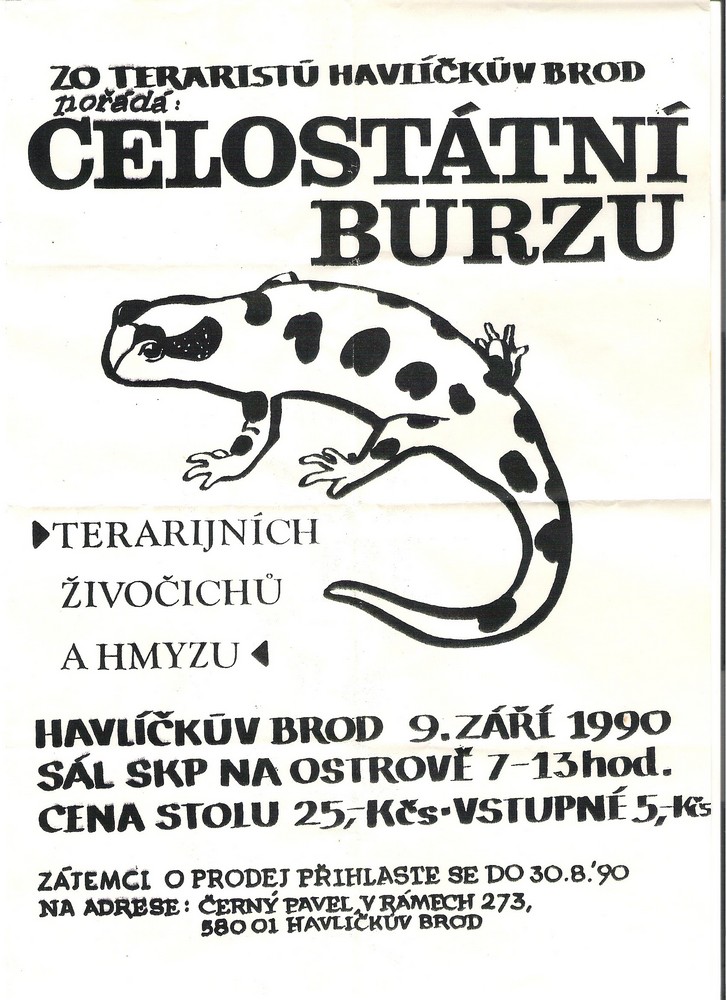 ZO TERARISTŮ HAVLÍČKŮV BROD
pořádá:
CELOSTÁTNÍ
BURZU
TERARIJNÍCH
ŽIVOČICHŮ
A HMYZU
HAVLÍČKŮV BROD 9. ZÁŘÍ 1990
SÁL SKP NA OSTROVĚ 7-13 hod.
CENA STOLU 25,-Kčs·VSTUPNÉ 5,-Kčs
ZÁJEMCI O PRODEJ PŘIHLASTE SE DO 30.8.'90
NA ADRESE: ČERNÝ PAVEL, V RÁMECH 273,
580 01 HAVLÍČKŮV BROD